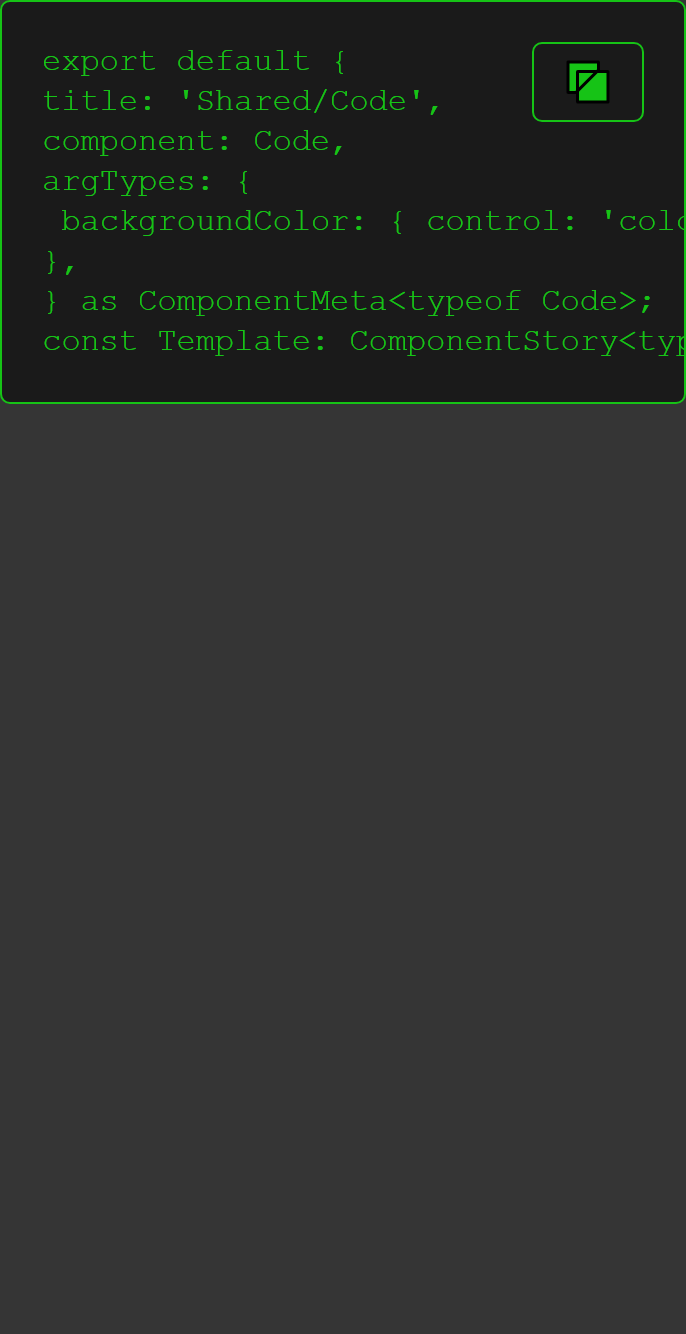 export default {
title: 'Shared/Code',
component: Code,
argTypes: {
 backgroundColor: { control: 'colo
},
} as ComponentMeta<typeof Code>;
const Template: ComponentStory<typ